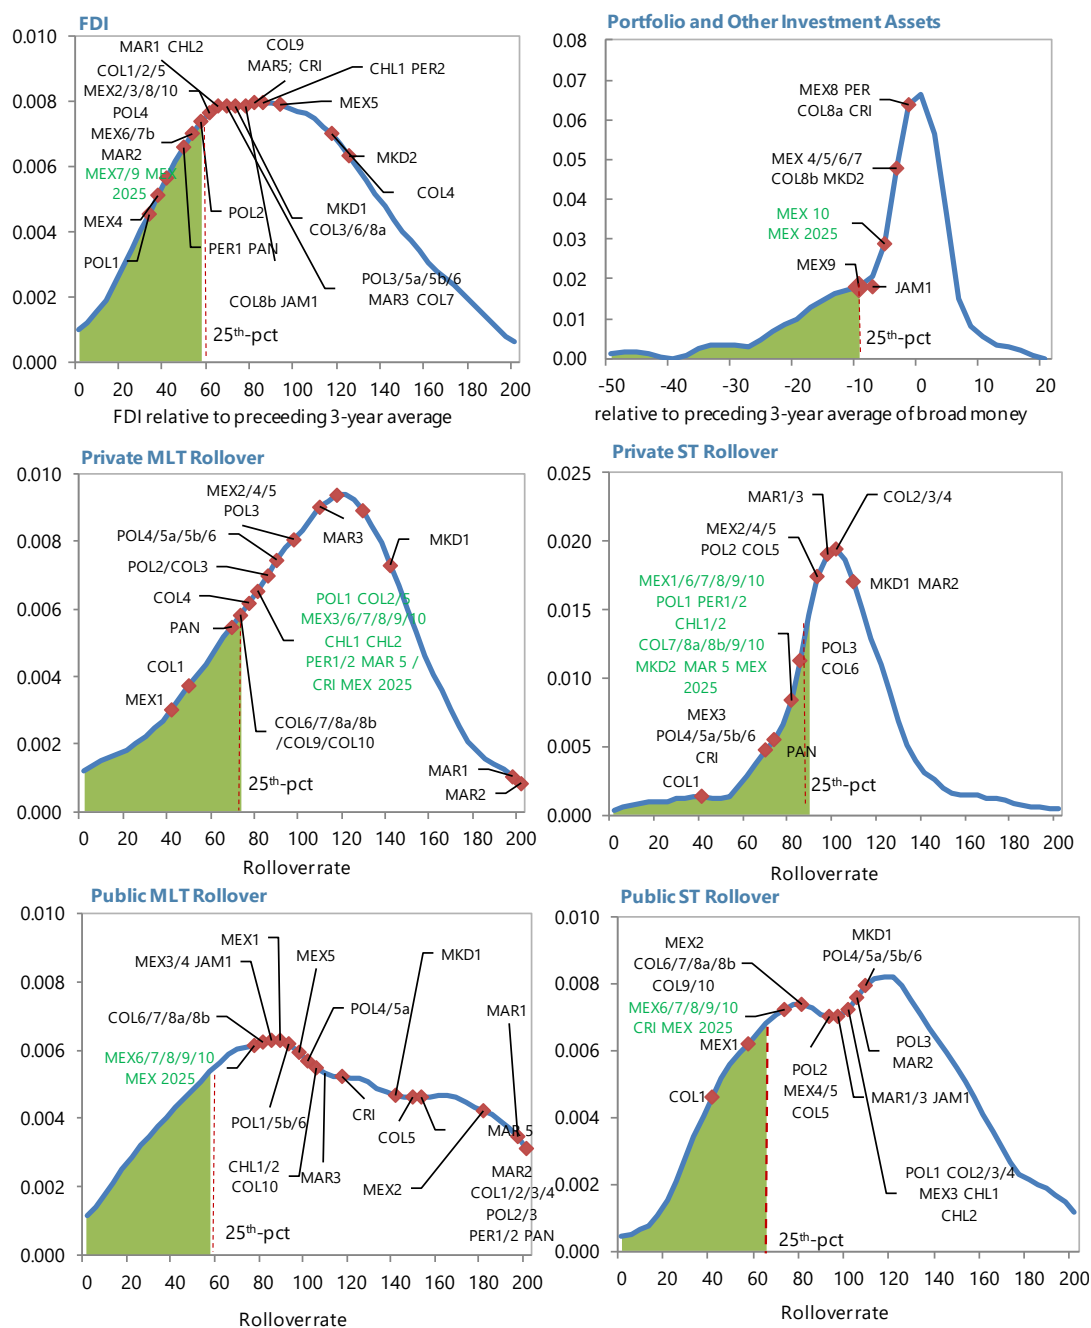 FDI
0.010
0.008
0.006
0.004
0.002
0.000
MAR1 CHL2
COL9
MAR5; CRI
CHL1 PER2
COL1/2/5
MEX2/3/8/10
MEX5
POL4
MEX6/7b
MAR2
MEX7/9 MEX
2025
MKD2
COL4
MEX4
POL2
MKD1
COL3/6/8a
POL1
PER1 PAN
POL3/5a/5b/6
MAR3 COL7
COL8b JAM1
25th-pct
0 20 40 60 80 100 120 140 160 180 200
FDI relative to preceeding 3-year average
Portfolio and Other Investment Assets
0.08
0.07
0.06
0.05
0.04
0.03
0.02
0.01
0.00
MEX8 PER
COL8a CRI
MEX 4/5/6/7
COL8b MKD2
MEX 10
MEX 2025
MEX9
JAM1
25th-pct
-50 -40 -30 -20 -10 0 10 20
relative to preceding 3-year average of broad money
Private MLT Rollover
0.010
0.008
0.006
0.004
0.002
0.000
MEX2/4/5
POL3
POL4/5a/5b/6
MAR3
MKD1
POL2/COL3
COL4
POL1 COL2/5
MEX3/6/7/8/9/10
CHL1 CHL2
PER1/2 MAR 5 /
CRI MEX 2025
PAN
COL1
MEX1
COL6/7/8a/8b
/COL9/COL10
MAR1
MAR2
25th-pct
0 20 40 60 80 100 120 140 160 180 200
Rolloverrate
Private ST Rollover
0.025
0.020
0.015
0.010
0.005
0.000
MAR1/3
COL2/3/4
MEX2/4/5
POL2 COL5
MEX1/6/7/8/9/10
POL1 PER1/2
CHL1/2
COL7/8a/8b/9/10
MKD2 MAR 5 MEX
2025
MKD1 MAR2
POL3
COL6
MEX3
POL4/5a/5b/6
CRI
PAN
COL1
25th-pct
0 20 40 60 80 100 120 140 160 180 200
Rolloverrate
Public MLT Rollover
0.010
0.008
0.006
0.004
0.002
0.000
MEX1
MEX3/4 JAM1
MEX5
MKD1
COL6/7/8a/8b
POL4/5a
MAR1
MEX6/7/8/9/10
MEX 2025
POL1/5b/6
CRI
COL5
MAR 5
CHL1/2
COL10
MAR3
MEX2
MAR2
COL1/2/3/4
POL2/3
PER1/2 PAN
25th-pct
0 20 40 60 80 100 120 140 160 180 200
Rolloverrate
Public ST Rollover
0.010
0.008
0.006
0.004
0.002
0.000
MKD1
POL4/5a/5b/6
MEX2
COL6/7/8a/8b
COL9/10
MEX6/7/8/9/10
CRI MEX 2025
MEX1
COL1
POL2
MEX4/5
COL5
POL3
MAR2
MAR1/3 JAM1
POL1 COL2/3/4
MEX3 CHL1
CHL2
25th-pct
0 20 40 60 80 100 120 140 160 180 200
Rolloverrate